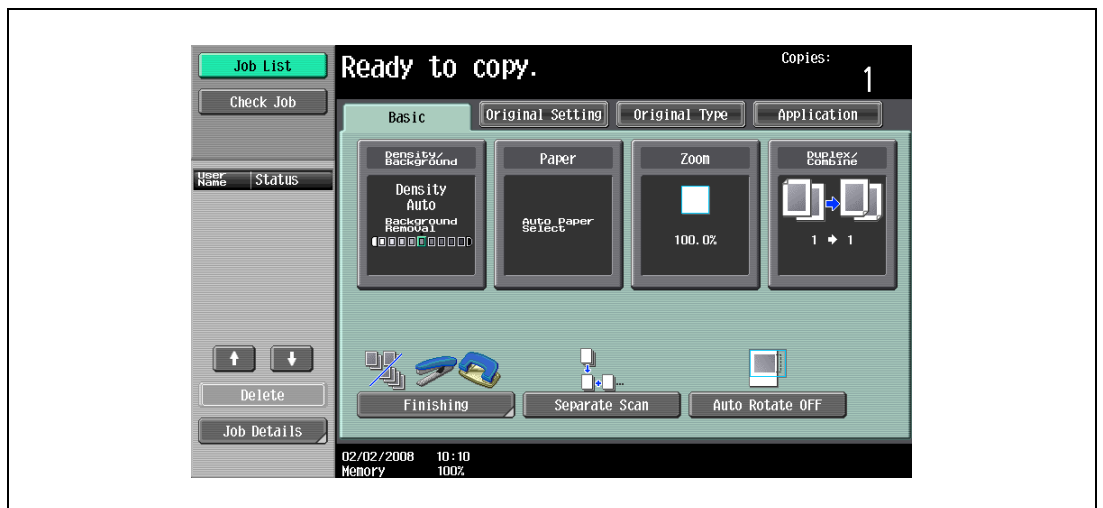 Job List
Check Job
User Name Status
Delete
Job Details
Ready to copy.
Copies:
1
Basic Original Setting Original Type Application
Density/
Background
Density
Auto
Background
Removal
Paper
Auto Paper
Select
Zoom
100.0%
Duplex/
Combine
1 → 1
Finishing Separate Scan Auto Rotate OFF
02/02/2008 10:10
Memory 100%